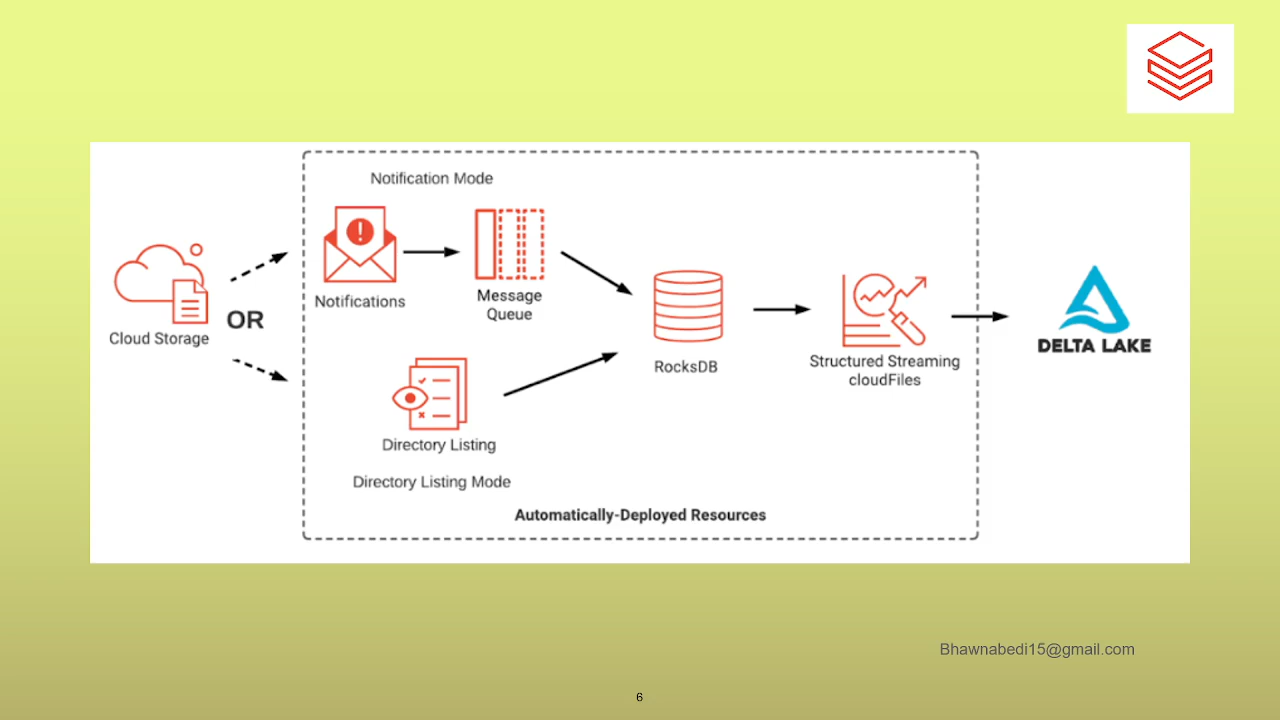 Notification Mode
Notifications
Message
Queue
Cloud Storage
OR
RocksDB
Structured Streaming
cloudFiles
DELTA LAKE
Directory Listing
Directory Listing Mode
Automatically-Deployed Resources
Bhawnabedi15@gmail.com
6